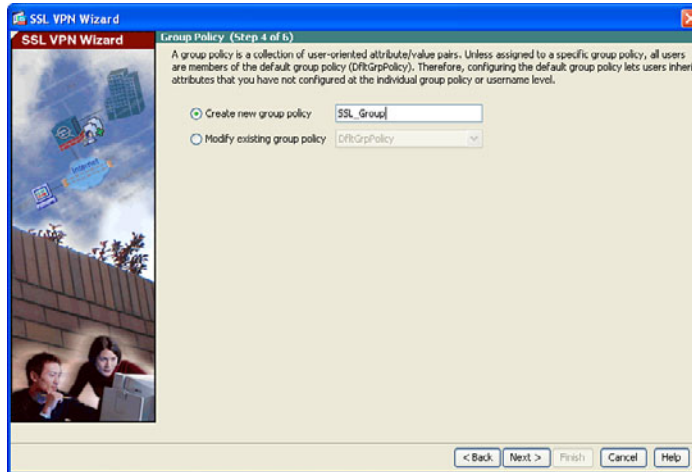 SSL VPN Wizard
SSL VPN Wizard
Group Policy (Step 4 of 6)
A group policy is a collection of user-oriented attribute/value pairs. Unless assigned to a specific group policy, all users
are members of the default group policy (DfltGrpPolicy). Therefore, configuring the default group policy lets users inheri
attributes that you have not configured at the individual group policy or username level.
Create new group policy SSL_Group
Modify existing group policy DfltGrpPolicy
Internet
< Back Next > Finish Cancel Help